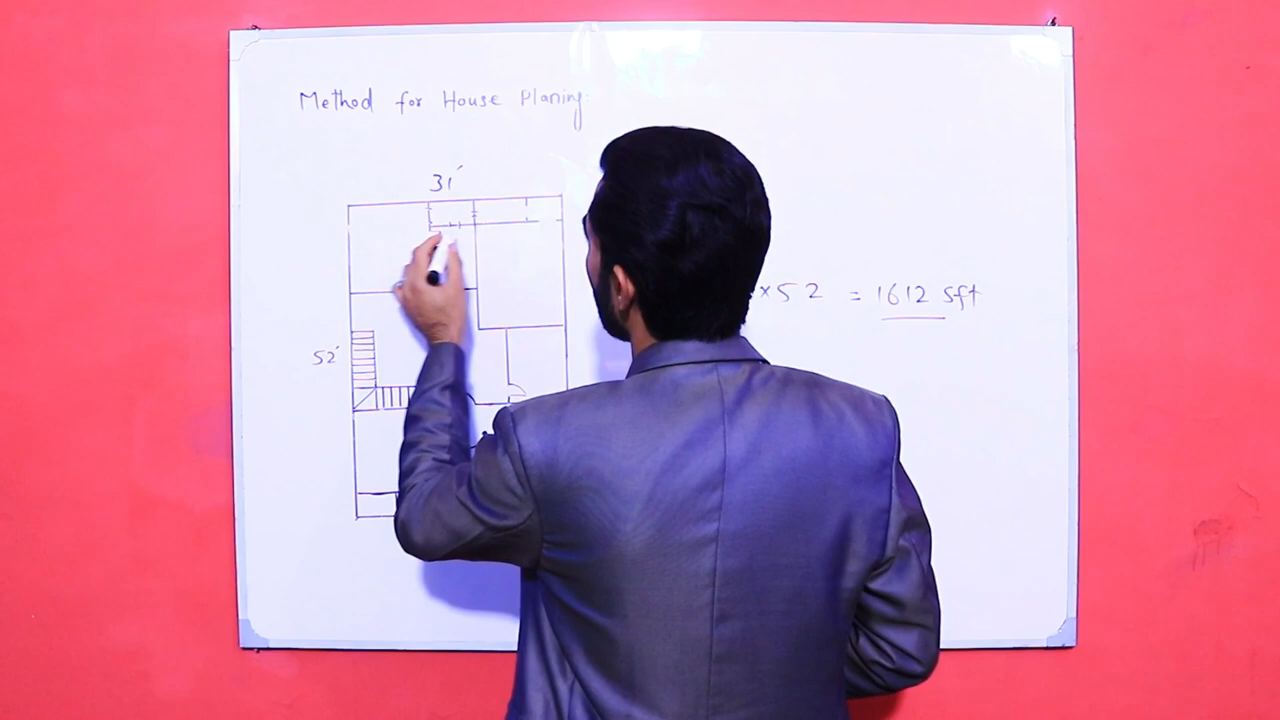 Method for House Planing:
31'
52'
×52 = 1612 sft